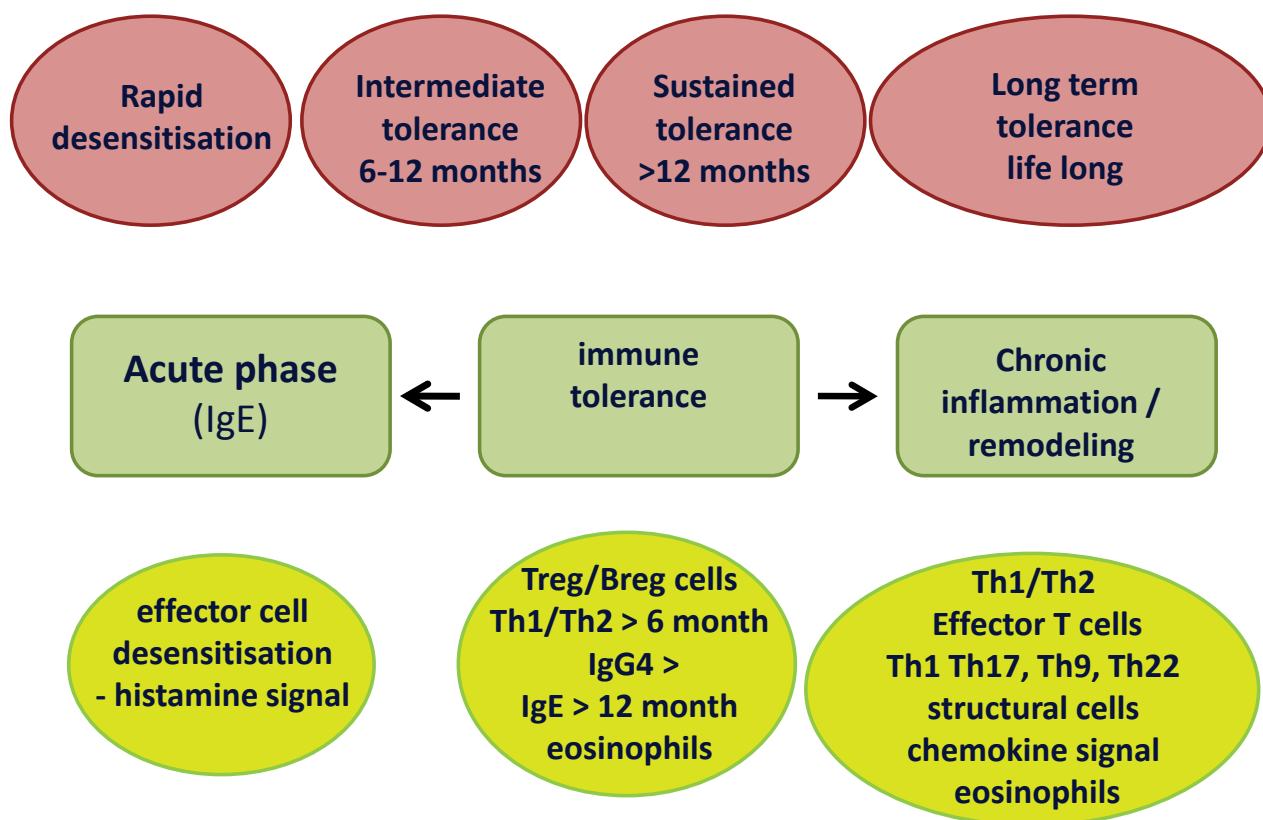 Rapid
desensitisation
Intermediate
tolerance
6-12 months
Sustained
tolerance
>12 months
Long term
tolerance
life long
Acute phase
(IgE)
immune
tolerance
Chronic
inflammation /
remodeling
effector cell
desensitisation
- histamine signal
Treg/Breg cells
Th1/Th2 > 6 month
IgG4 >
IgE > 12 month
eosinophils
Th1/Th2
Effector T cells
Th1 Th17, Th9, Th22
structural cells
chemokine signal
eosinophils